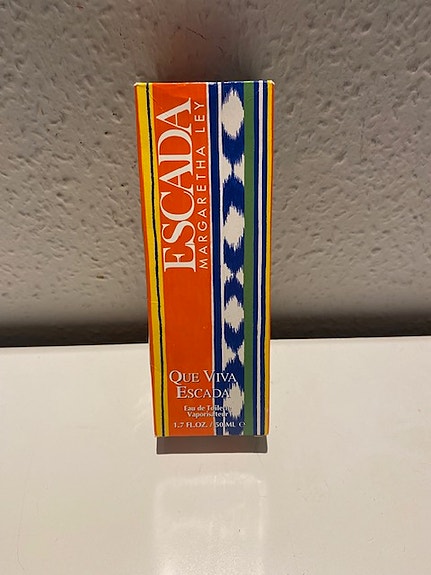 ESCADA
MARGARETHA LEY
QUE VIVA
ESCADA
Eau de Toilette
Vaporisateur
1.7 FL.OZ. / 50 ML ℮